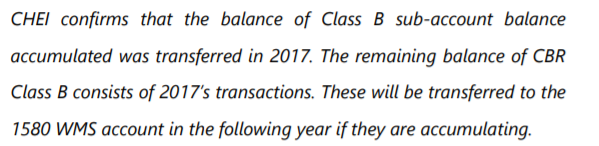 CHEI confirms that the balance of Class B sub-account balance
accumulated was transferred in 2017. The remaining balance of CBR
Class B consists of 2017's transactions. These will be transferred to the
1580 WMS account in the following year if they are accumulating.